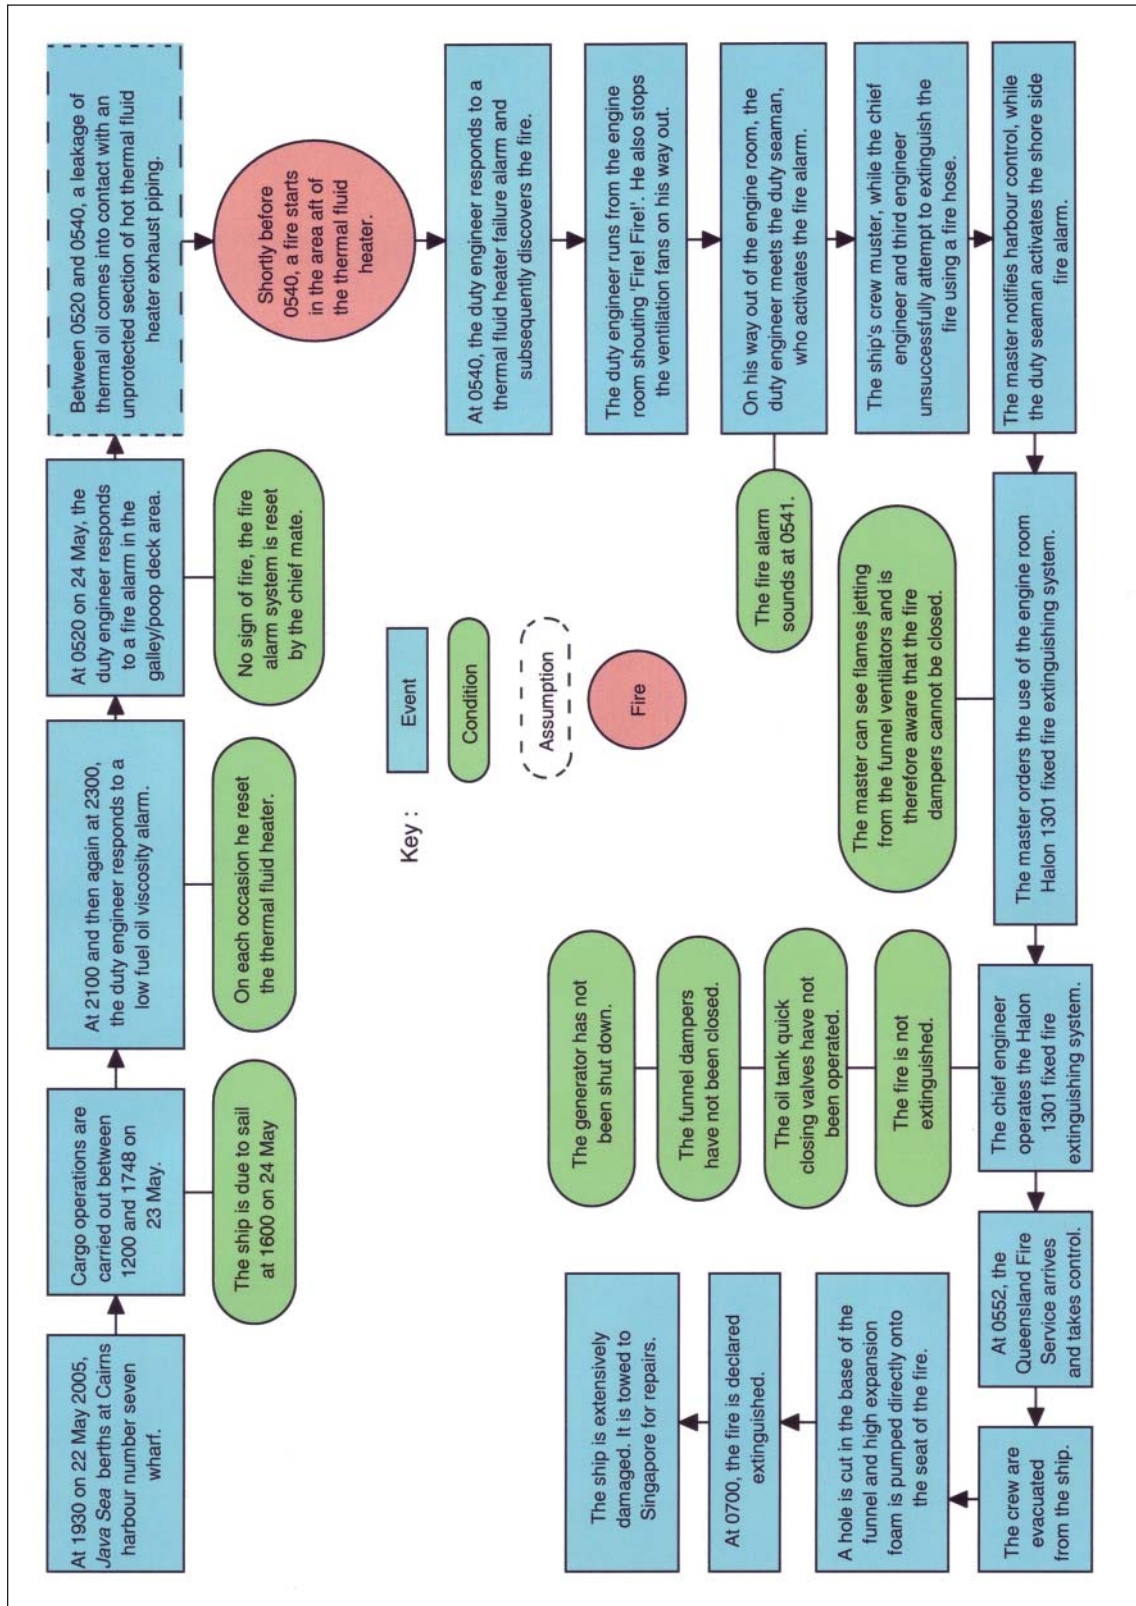 At 1930 on 22 May 2005,
Java Sea berths at Cairns
harbour number seven
wharf.
Cargo operations are
carried out between
1200 and 1748 on
23 May.
The ship is due to sail
at 1600 on 24 May
At 2100 and then again at 2300,
the duty engineer responds to a
low fuel oil viscosity alarm.
On each occasion he reset
the thermal fluid heater.
At 0520 on 24 May, the
duty engineer responds
to a fire alarm in the
galley/poop deck area.
No sign of fire, the fire
alarm system is reset
by the chief mate.
Between 0520 and 0540, a leakage of
thermal oil comes into contact with an
unprotected section of hot thermal fluid
heater exhaust piping.
Shortly before
0540, a fire starts
in the area aft of
the thermal fluid
heater.
At 0540, the duty engineer responds to a
thermal fluid heater failure alarm and
subsequently discovers the fire.
The duty engineer runs from the engine
room shouting 'Fire! Fire!'. He also stops
the ventilation fans on his way out.
On his way out of the engine room, the
duty engineer meets the duty seaman,
who activates the fire alarm.
The fire alarm
sounds at 0541.
The ship's crew muster, while the chief
engineer and third engineer
unsuccessfully attempt to extinguish the
fire using a fire hose.
The master notifies harbour control, while
the duty seaman activates the shore side
fire alarm.
The master can see flames jetting
from the funnel ventilators and is
therefore aware that the fire
dampers cannot be closed.
The master orders the use of the engine room
Halon 1301 fixed fire extinguishing system.
The generator has not
been shut down.
The funnel dampers
have not been closed.
The oil tank quick
closing valves have not
been operated.
The fire is not
extinguished.
The chief engineer
operates the Halon
1301 fixed fire
extinguishing system.
At 0552, the
Queensland Fire
Service arrives
and takes control.
The crew are
evacuated
from the ship.
A hole is cut in the base of the
funnel and high expansion
foam is pumped directly onto
the seat of the fire.
At 0700, the fire is declared
extinguished.
The ship is extensively
damaged. It is towed to
Singapore for repairs.
Key :
Event
Condition
Assumption
Fire